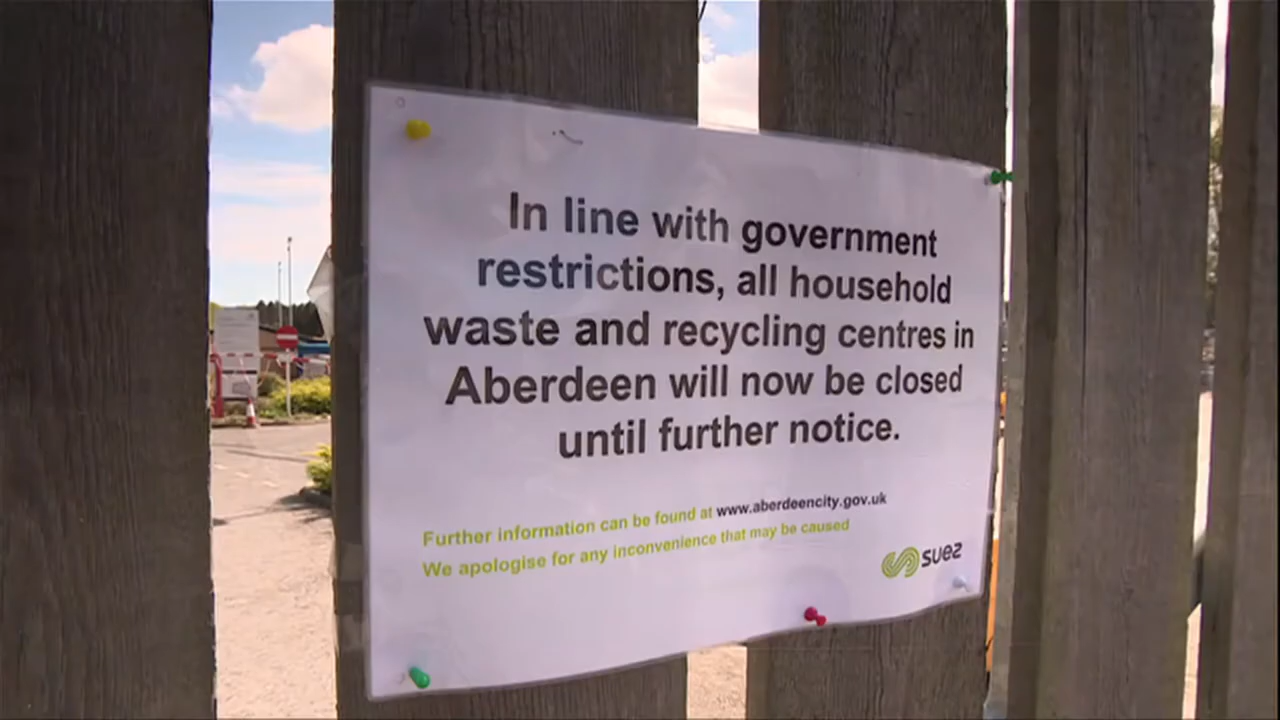 In line with government
restrictions, all household
waste and recycling centres in
Aberdeen will now be closed
until further notice.
Further information can be found at www.aberdeencity.gov.uk
We apologise for any inconvenience that may be caused
suez